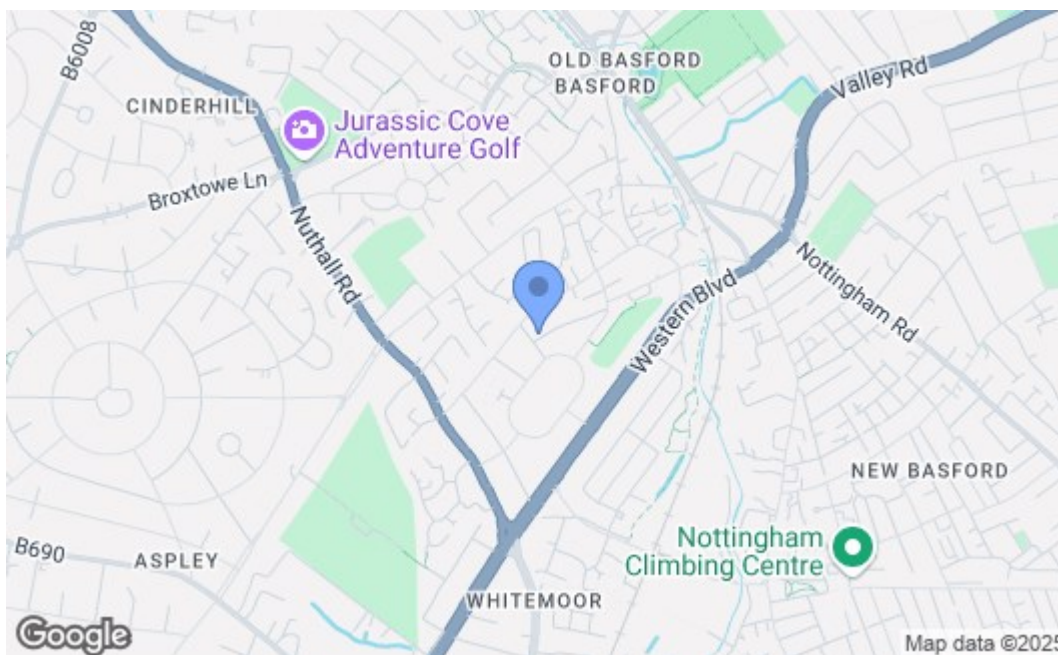 B6008
OLD BASFORD
BASFORD
Valley Rd
CINDERHILL
Jurassic Cove
Adventure Golf
Broxtowe Ln
Nuthall Rd
Western Blvd
Nottingham Rd
NEW BASFORD
B690
ASPLEY
Nottingham
Climbing Centre
WHITEMOOR
Google
Map data ©2025